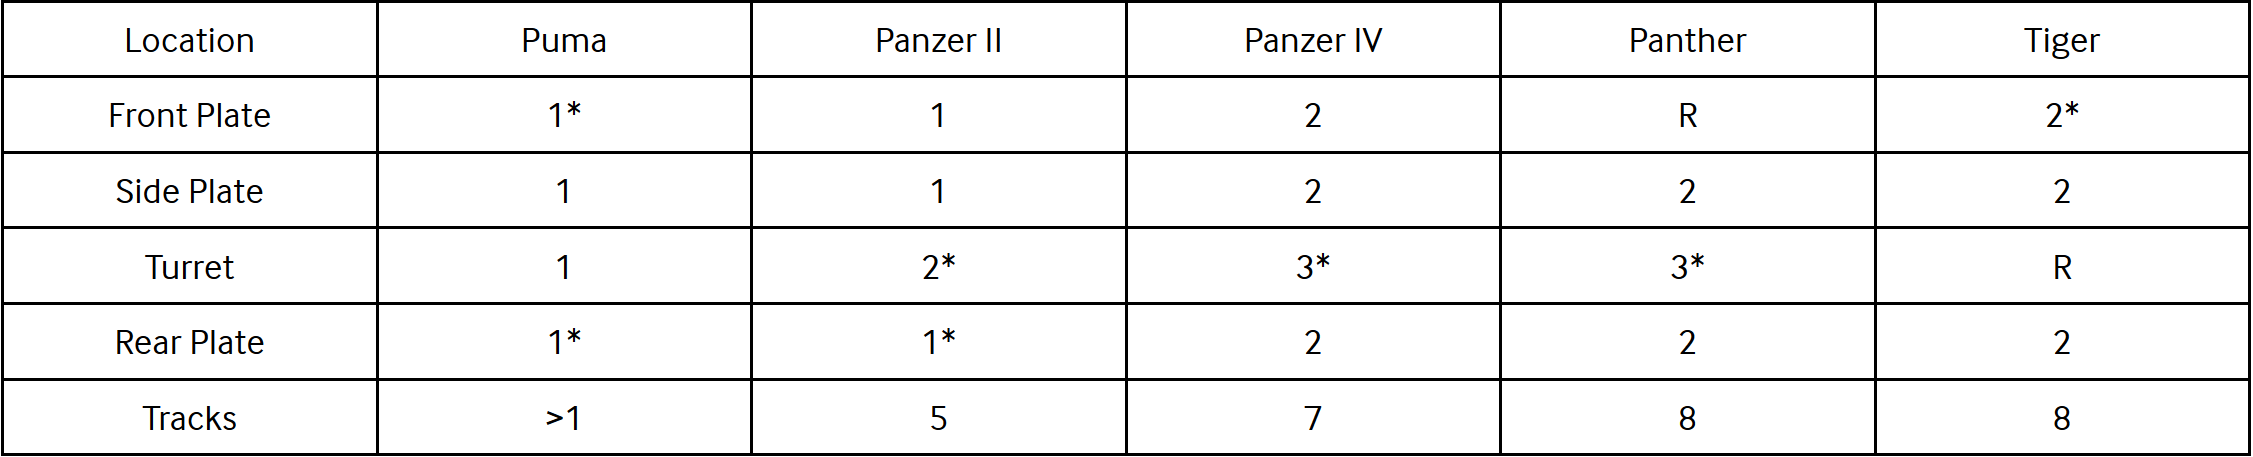 Location Puma Panzer II Panzer IV Panther Tiger
Front Plate 1* 1 2 R 2*
Side Plate 1 1 2 2 2
Turret 1 2* 3* 3* R
Rear Plate 1* 1* 2 2 2
Tracks >1 5 7 8 8